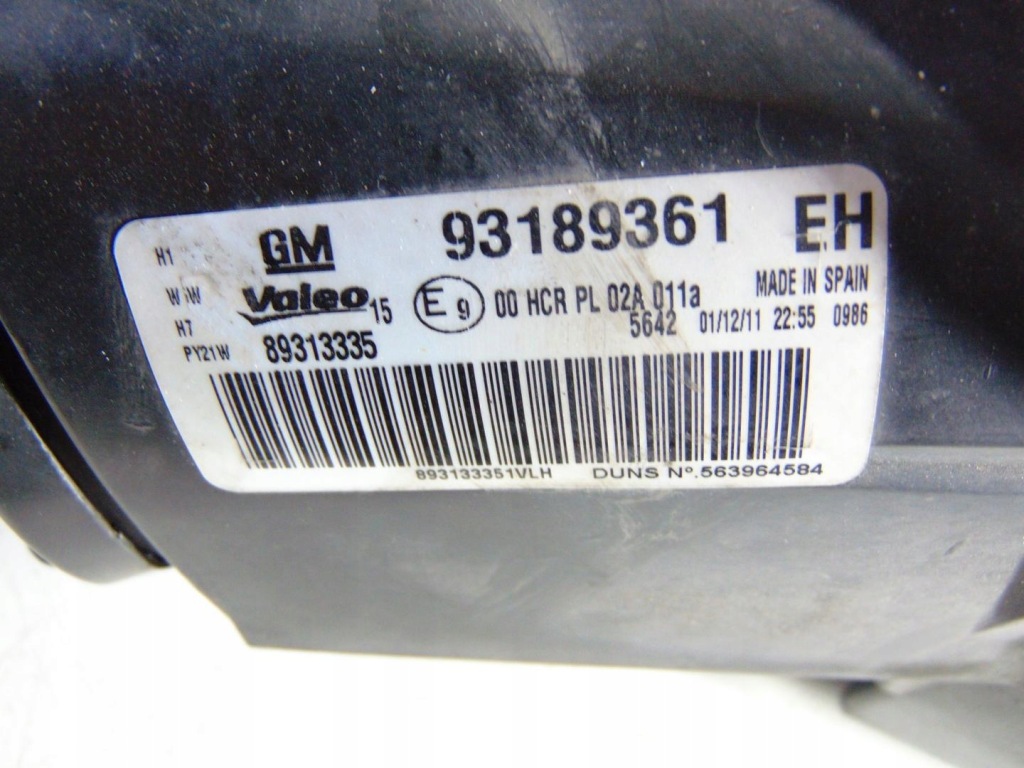 H1 GM 93189361 EH
Valeo 15 E9 00 HCR PL 02A 011a MADE IN SPAIN
H7 5642 01/12/11 22:55 0986
PY21W 89313335
893133351VLH DUNS Nº.563964584